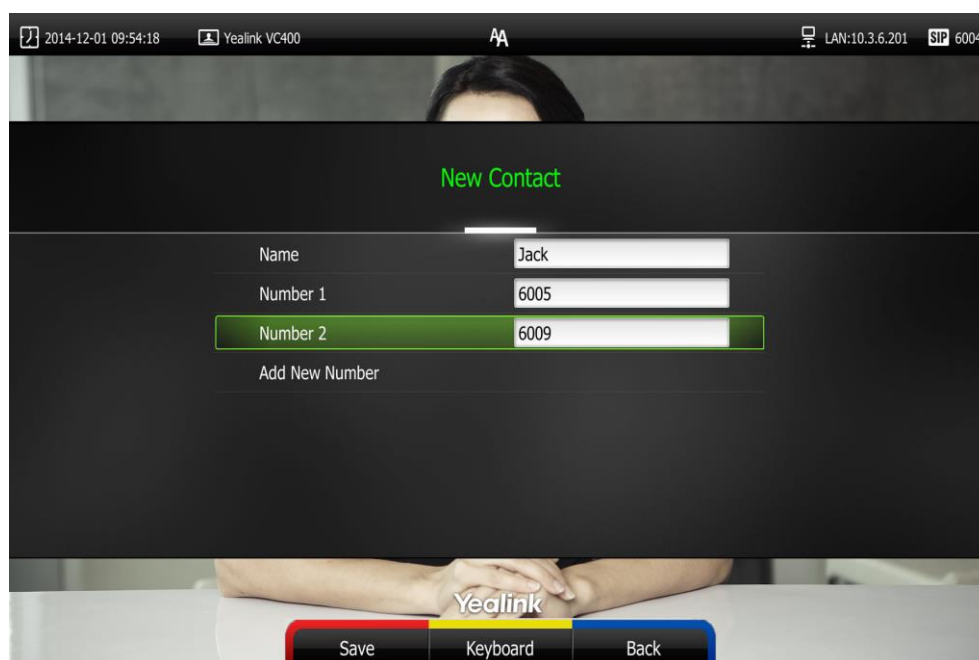 2014-12-01 09:54:18 Yealink VC400 AA LAN:10.3.6.201 SIP 6004
New Contact
Name Jack
Number 1 6005
Number 2 6009
Add New Number
Yealink
Save Keyboard Back